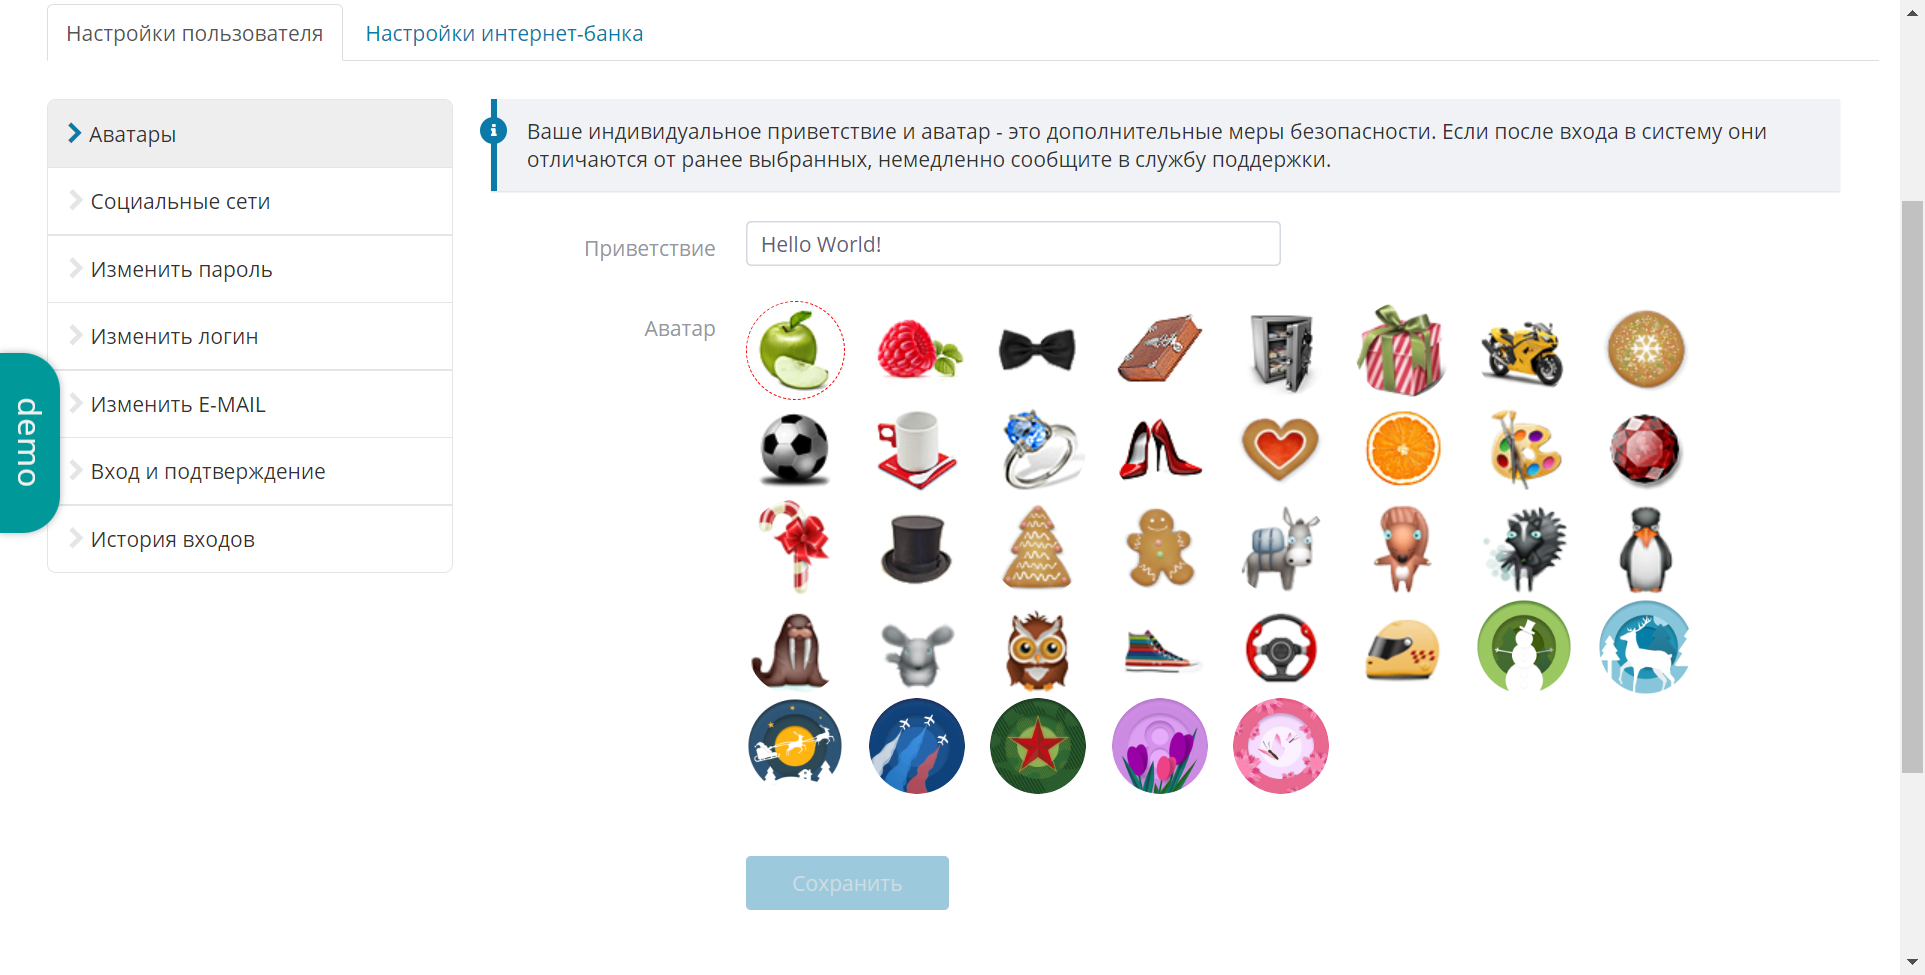 Настройки пользователя
Настройки интернет-банка
Аватары
Социальные сети
Изменить пароль
Изменить логин
Изменить E-MAIL
Вход и подтверждение
История входов
demo
Ваше индивидуальное приветствие и аватар - это дополнительные меры безопасности. Если после входа в систему они
отличаются от ранее выбранных, немедленно сообщите в службу поддержки.
Приветствие
Hello World!
Аватар
Сохранить